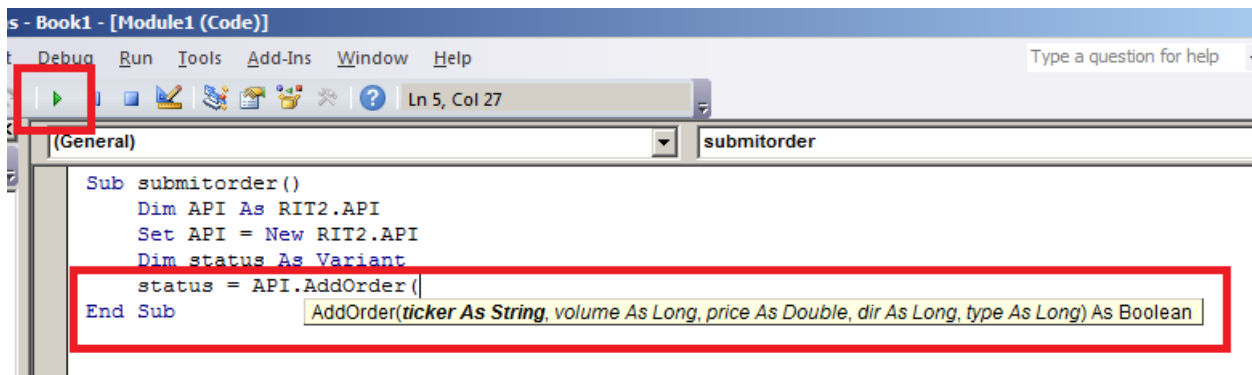 s - Book1 - [Module1 (Code)]
t Debug Run Tools Add-Ins Window Help Type a question for help
Ln 5, Col 27
(General) submitorder
Sub submitorder()
Dim API As RIT2.API
Set API = New RIT2.API
Dim status As Variant
status = API.AddOrder(
End Sub AddOrder(ticker As String, volume As Long, price As Double, dir As Long, type As Long) As Boolean